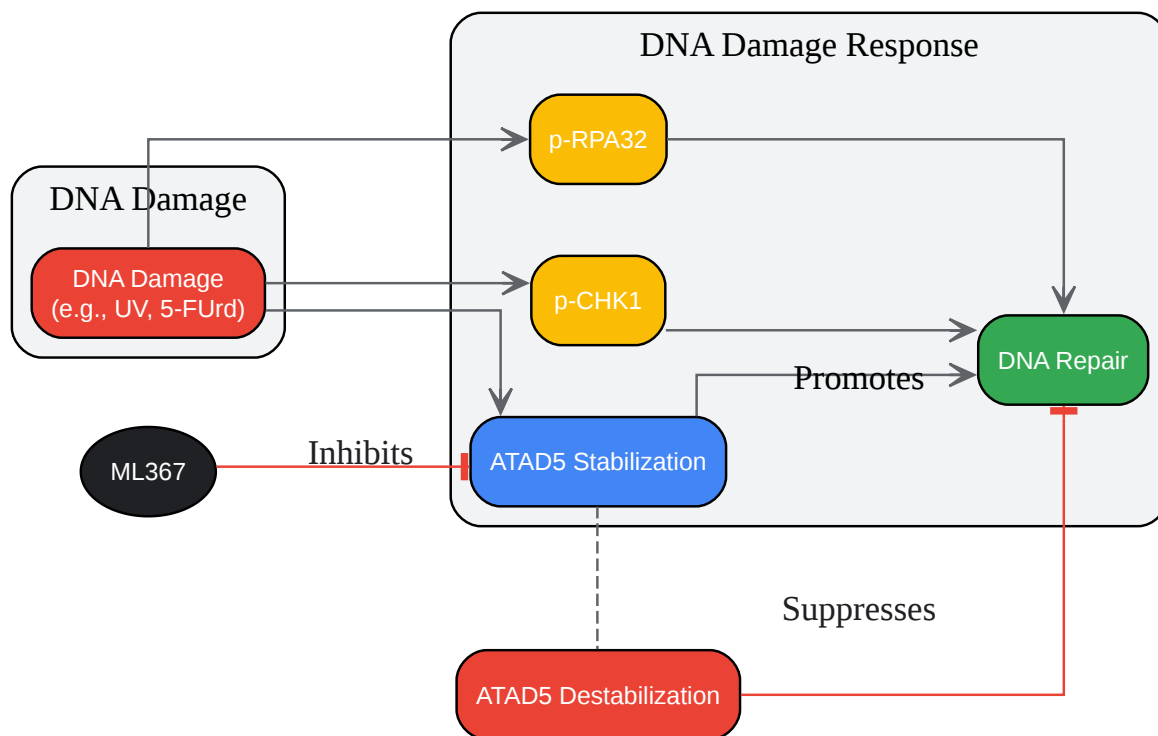 DNA Damage Response
p-RPA32
DNA Damage
DNA Damage
(e.g., UV, 5-FUrd)
p-CHK1
DNA Repair
Promotes
Inhibits
ML367
ATAD5 Stabilization
Suppresses
ATAD5 Destabilization